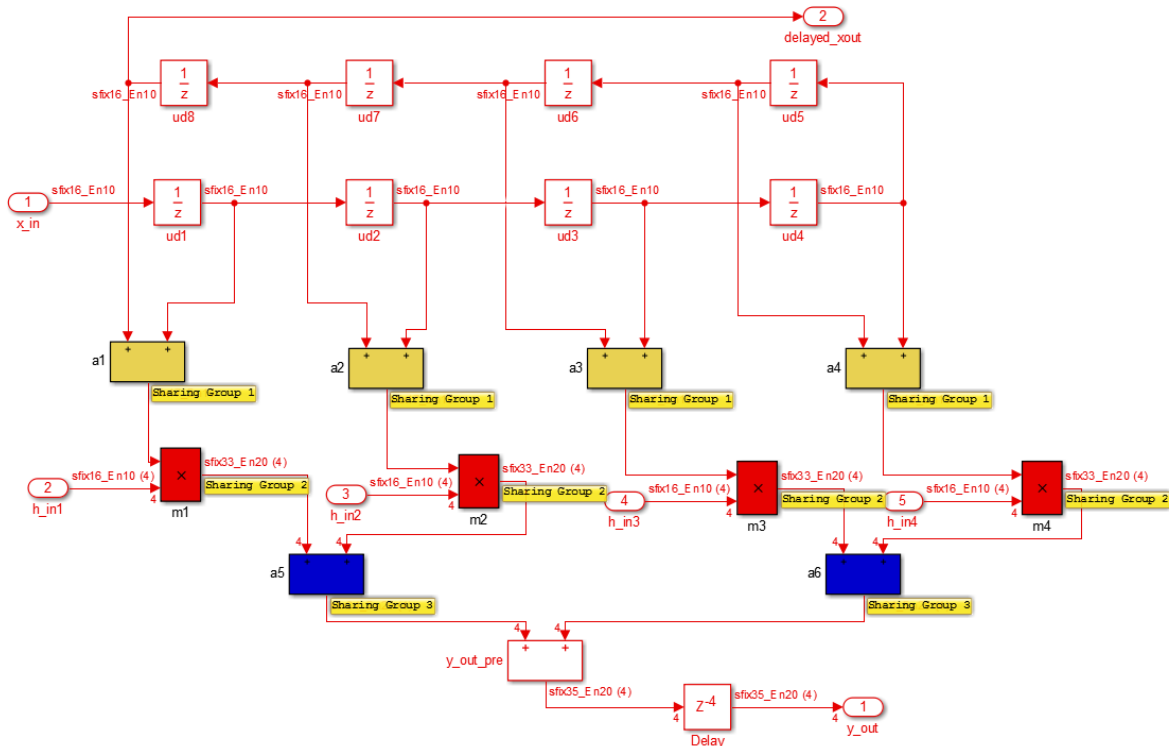 2
delayed_xout
1
z
1
z
1
z
1
z
sfix16_En10
sfix16_En10
sfix16_En10
sfix16_En10
ud8
ud7
ud6
ud5
sfix16_En10
sfix16_En10
sfix16_En10
sfix16_En10
sfix16_En10
1
1
z
1
z
1
z
1
z
x_in
ud1
ud2
ud3
ud4
+ +
+ +
+ +
+ +
a1
a2
a3
a4
Sharing Group 1
Sharing Group 1
Sharing Group 1
Sharing Group 1
sfix16_En10 (4)
sfix33_En20 (4)
sfix16_En10 (4)
sfix33_En20 (4)
sfix16_En10 (4)
sfix33_En20 (4)
sfix16_En10 (4)
sfix33_En20 (4)
2
4
×
Sharing Group 2
3
4
×
Sharing Group 2
4
4
×
Sharing Group 2
5
4
×
Sharing Group 2
h_in1
m1
h_in2
m2
h_in3
m3
h_in4
m4
4
4
4
4
+ +
+ +
a5
a6
Sharing Group 3
Sharing Group 3
4
4
+ +
y_out_pre
sfix35_En20 (4)
sfix35_En20 (4)
4
Z-4
4
1
Delay
y_out